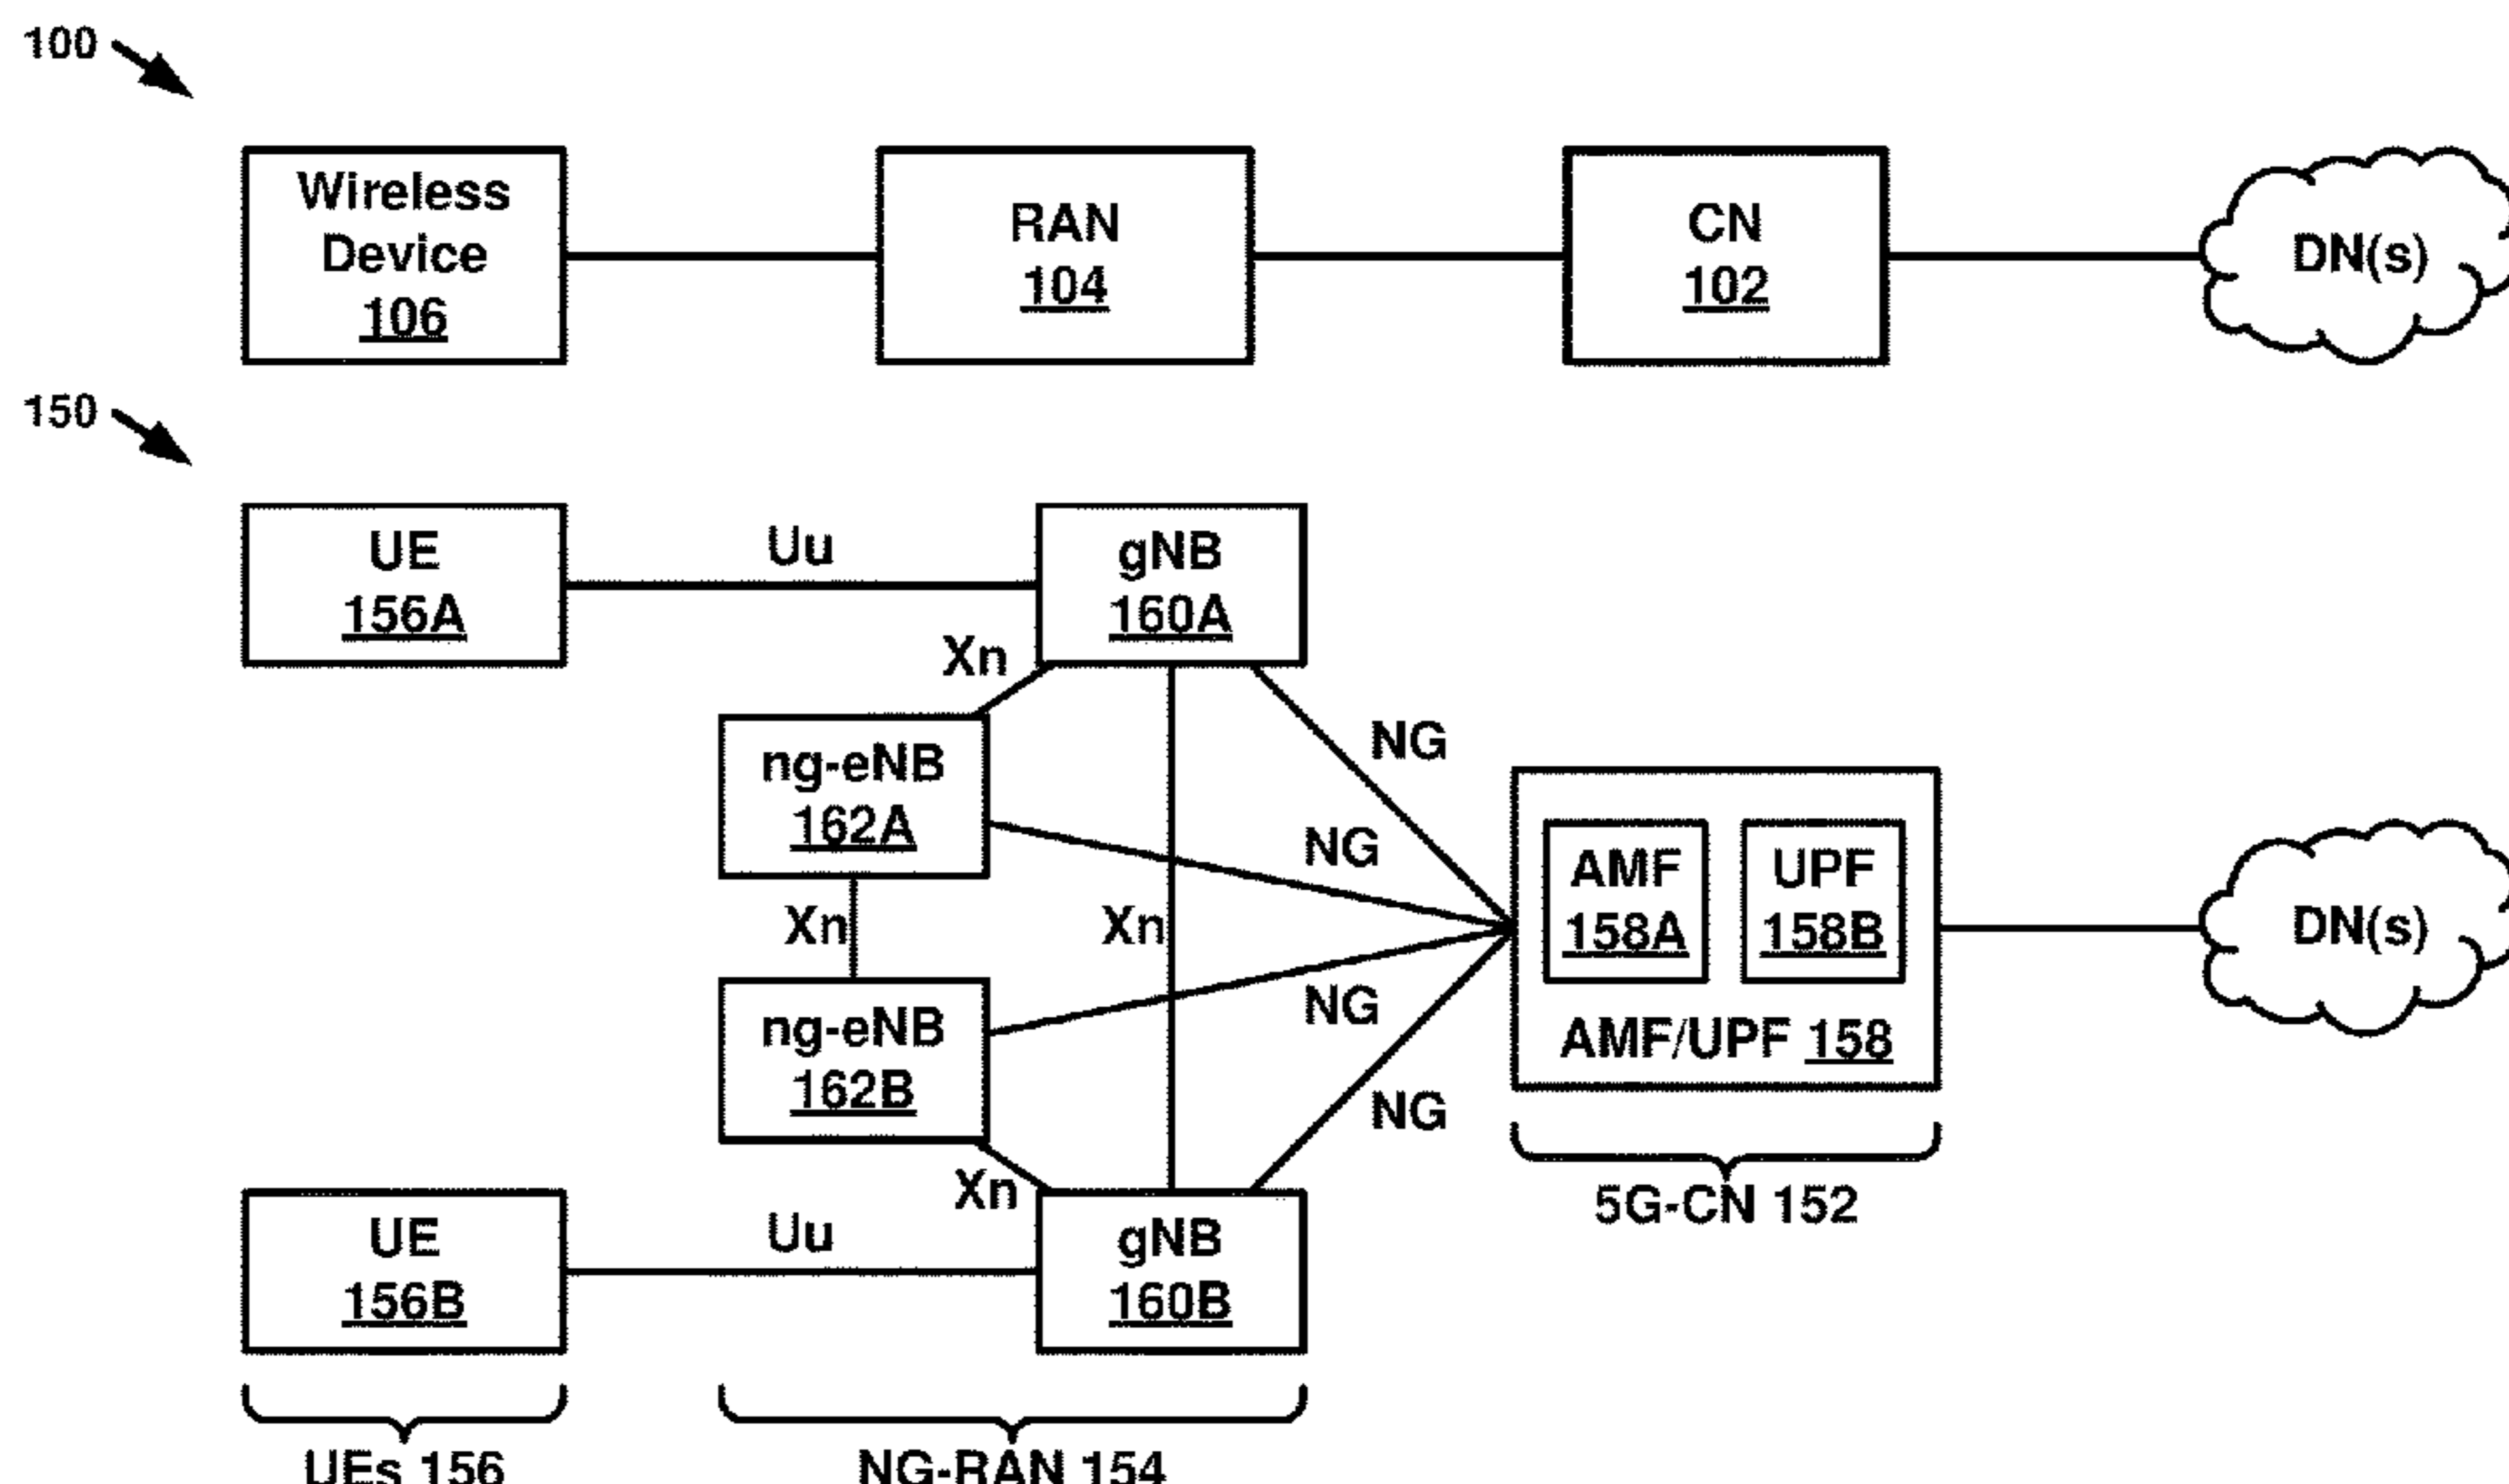 100
Wireless
Device
106
RAN
104
CN
102
DN(s)
150
UE
156A
Uu
gNB
160A
Xn
ng-eNB
162A
NG
NG
Xn
Xn
AMF
158A
UPF
158B
AMF/UPF 158
DN(s)
ng-eNB
162B
NG
NG
Xn
5G-CN 152
UE
156B
Uu
gNB
160B
UEs 156
NG-RAN 154